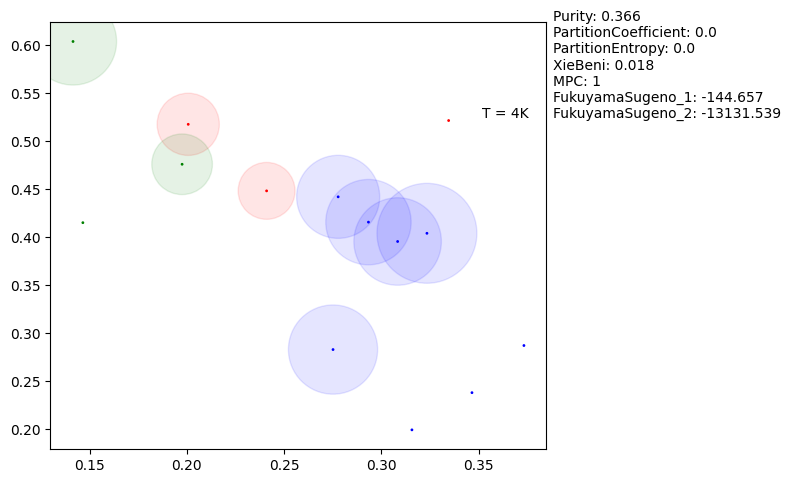 Purity: 0.366
PartitionCoefficient: 0.0
PartitionEntropy: 0.0
XieBeni: 0.018
MPC: 1
FukuyamaSugeno_1: -144.657
FukuyamaSugeno_2: -13131.539
T = 4K
0.60
0.55
0.50
0.45
0.40
0.35
0.30
0.25
0.20
0.15 0.20 0.25 0.30 0.35